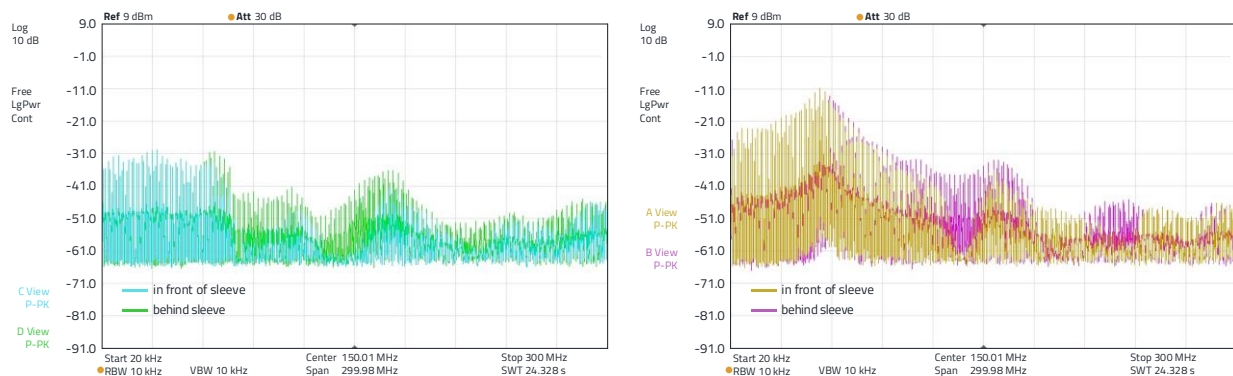 Ref 9 dBm
Att 30 dB
Log
10 dB
9.0
-1.0
-11.0
-21.0
-31.0
-41.0
-51.0
-61.0
-71.0
-81.0
-91.0
Free
LgPwr
Cont
C View
P-PK
D View
P-PK
in front of sleeve
behind sleeve
Start 20 kHz
Center 150.01 MHz
Stop 300 MHz
RBW 10 kHz
VBW 10 kHz
Span 299.98 MHz
SWT 24.328 s
Ref 9 dBm
Att 30 dB
Log
10 dB
9.0
-1.0
-11.0
-21.0
-31.0
-41.0
-51.0
-61.0
-71.0
-81.0
-91.0
Free
LgPwr
Cont
A View
P-PK
B View
P-PK
in front of sleeve
behind sleeve
Start 20 kHz
Center 150.01 MHz
Stop 300 MHz
RBW 10 kHz
VBW 10 kHz
Span 299.98 MHz
SWT 24.328 s